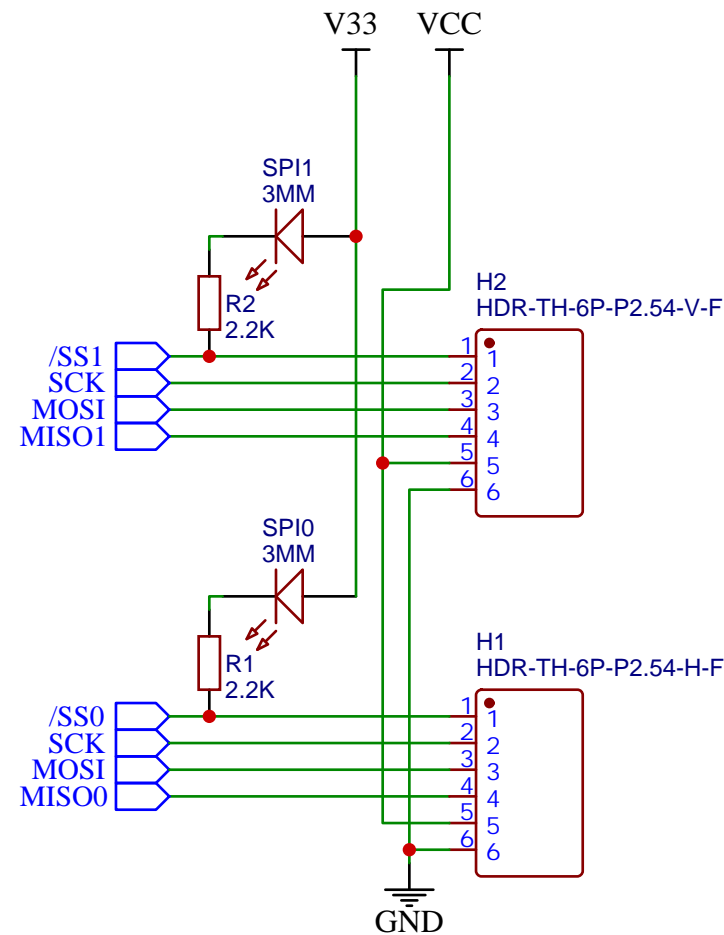 V33 VCC
SPI1
3MM
H2
HDR-TH-6P-P2.54-V-F
R2
2.2K
/SS1 1 1
SCK 2 2
MOSI 3 3
MISO1 4 4
5 5
6 6
SPI0
3MM
H1
HDR-TH-6P-P2.54-H-F
R1
2.2K
/SS0 1 1
SCK 2 2
MOSI 3 3
MISO0 4 4
5 5
6 6
GND